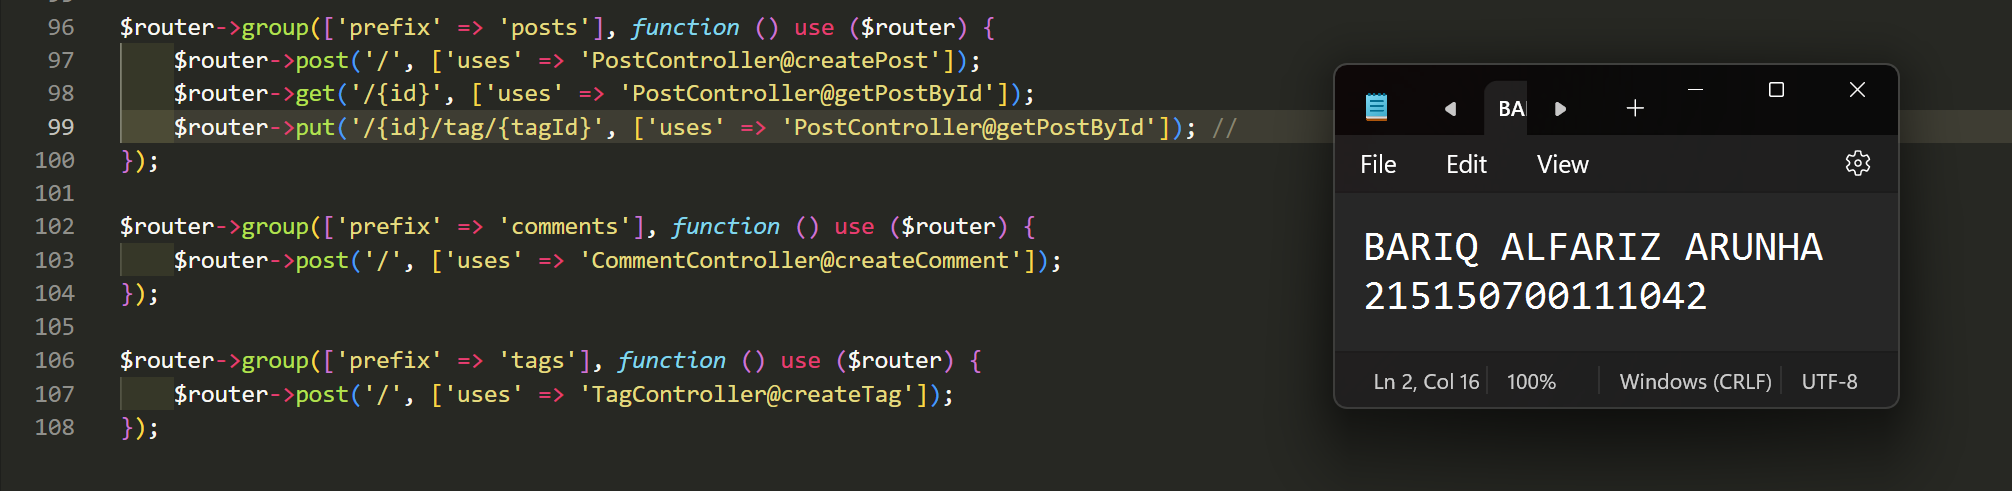 96 $router->group(['prefix' => 'posts'], function () use ($router) {
97 $router->post('/', ['uses' => 'PostController@createPost']);
98 $router->get('/{id}', ['uses' => 'PostController@getPostById']);
99 $router->put('/{id}/tag/{tagId}', ['uses' => 'PostController@getPostById']); //
100 });
101
102 $router->group(['prefix' => 'comments'], function () use ($router) {
103 $router->post('/', ['uses' => 'CommentController@createComment']);
104 });
105
106 $router->group(['prefix' => 'tags'], function () use ($router) {
107 $router->post('/', ['uses' => 'TagController@createTag']);
108 });
BA
File Edit View
BARIQ ALFARIZ ARUNHA
215150700111042
Ln 2, Col 16 100% Windows (CRLF) UTF-8